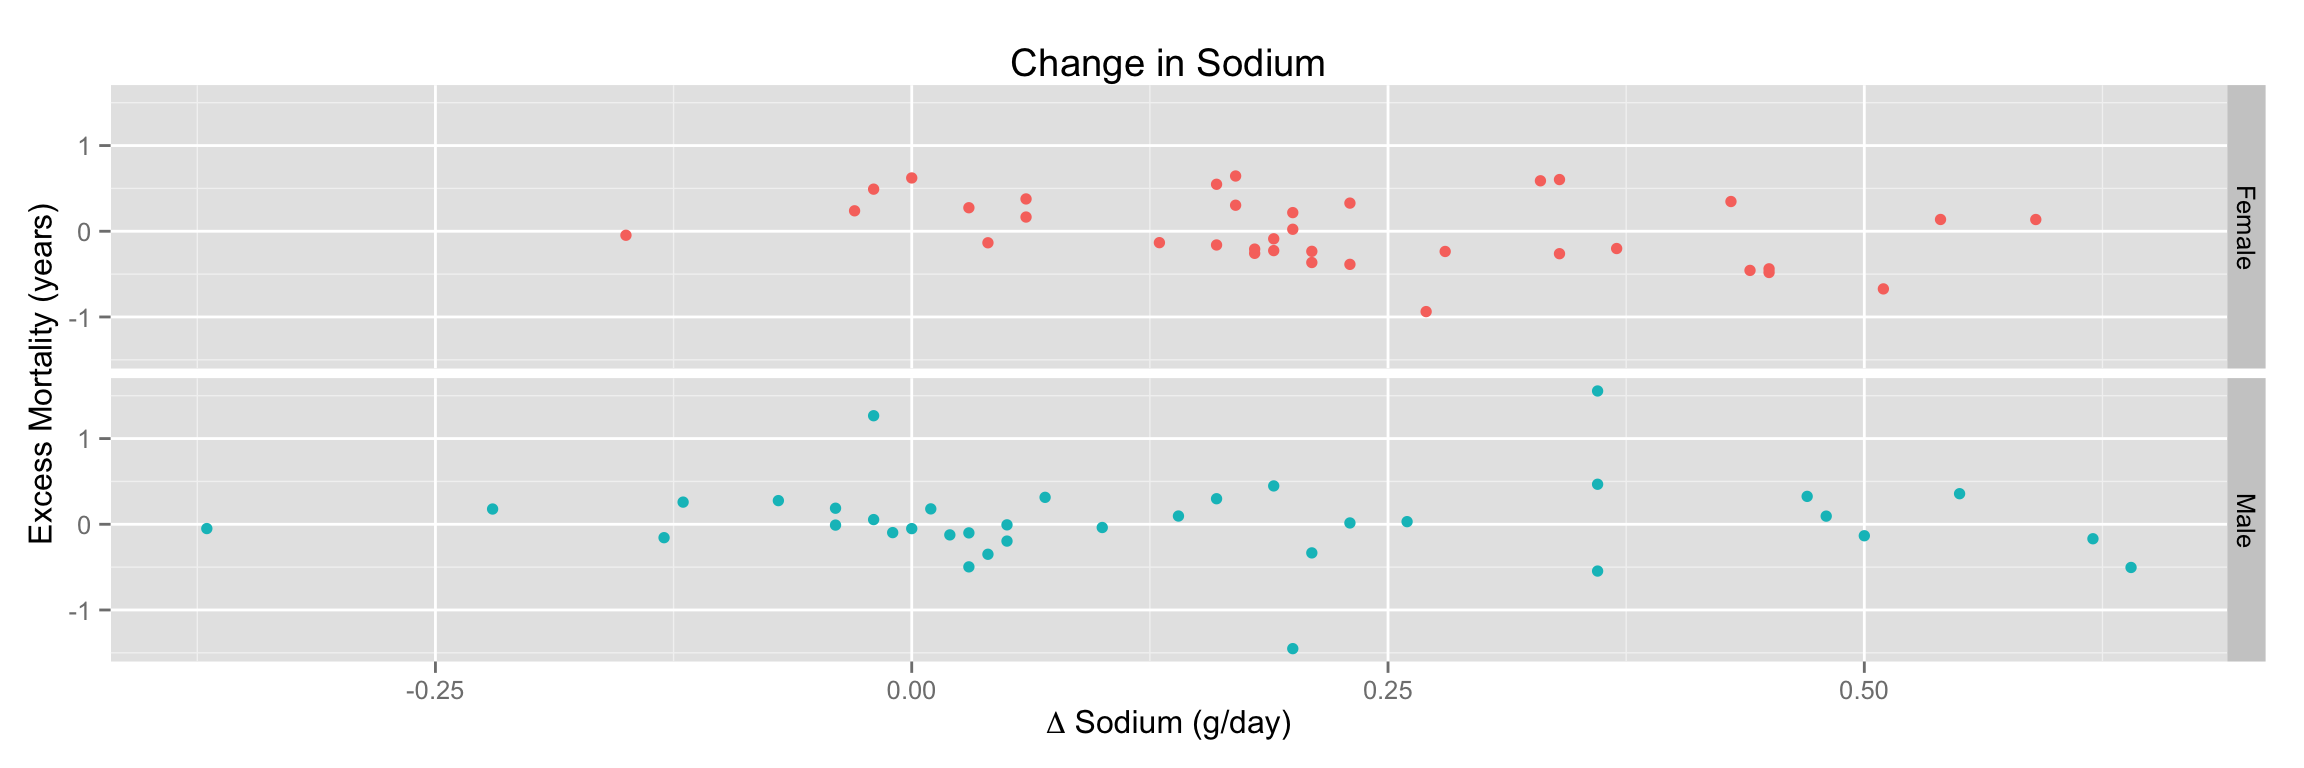 Change in Sodium
Excess Mortality (years)
1
0
-1
Female
1
0
-1
Male
-0.25
0.00
0.25
0.50
Δ Sodium (g/day)